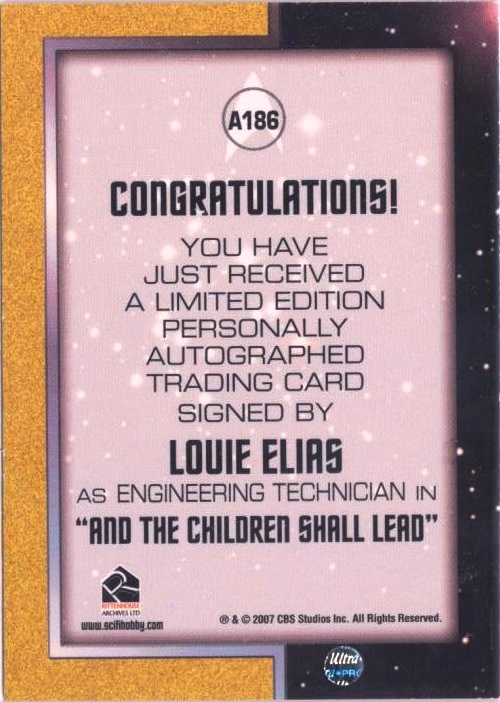 A186
CONGRATULATIONS!
YOU HAVE
JUST RECEIVED
A LIMITED EDITION
PERSONALLY
AUTOGRAPHED
TRADING CARD
SIGNED BY
LOUIE ELIAS
AS ENGINEERING TECHNICIAN IN
“AND THE CHILDREN SHALL LEAD”
RITTENHOUSE
ARCHIVES LTD
www.scifihobby.com
® & © 2007 CBS Studios Inc. All Rights Reserved.
Ultra
PRO